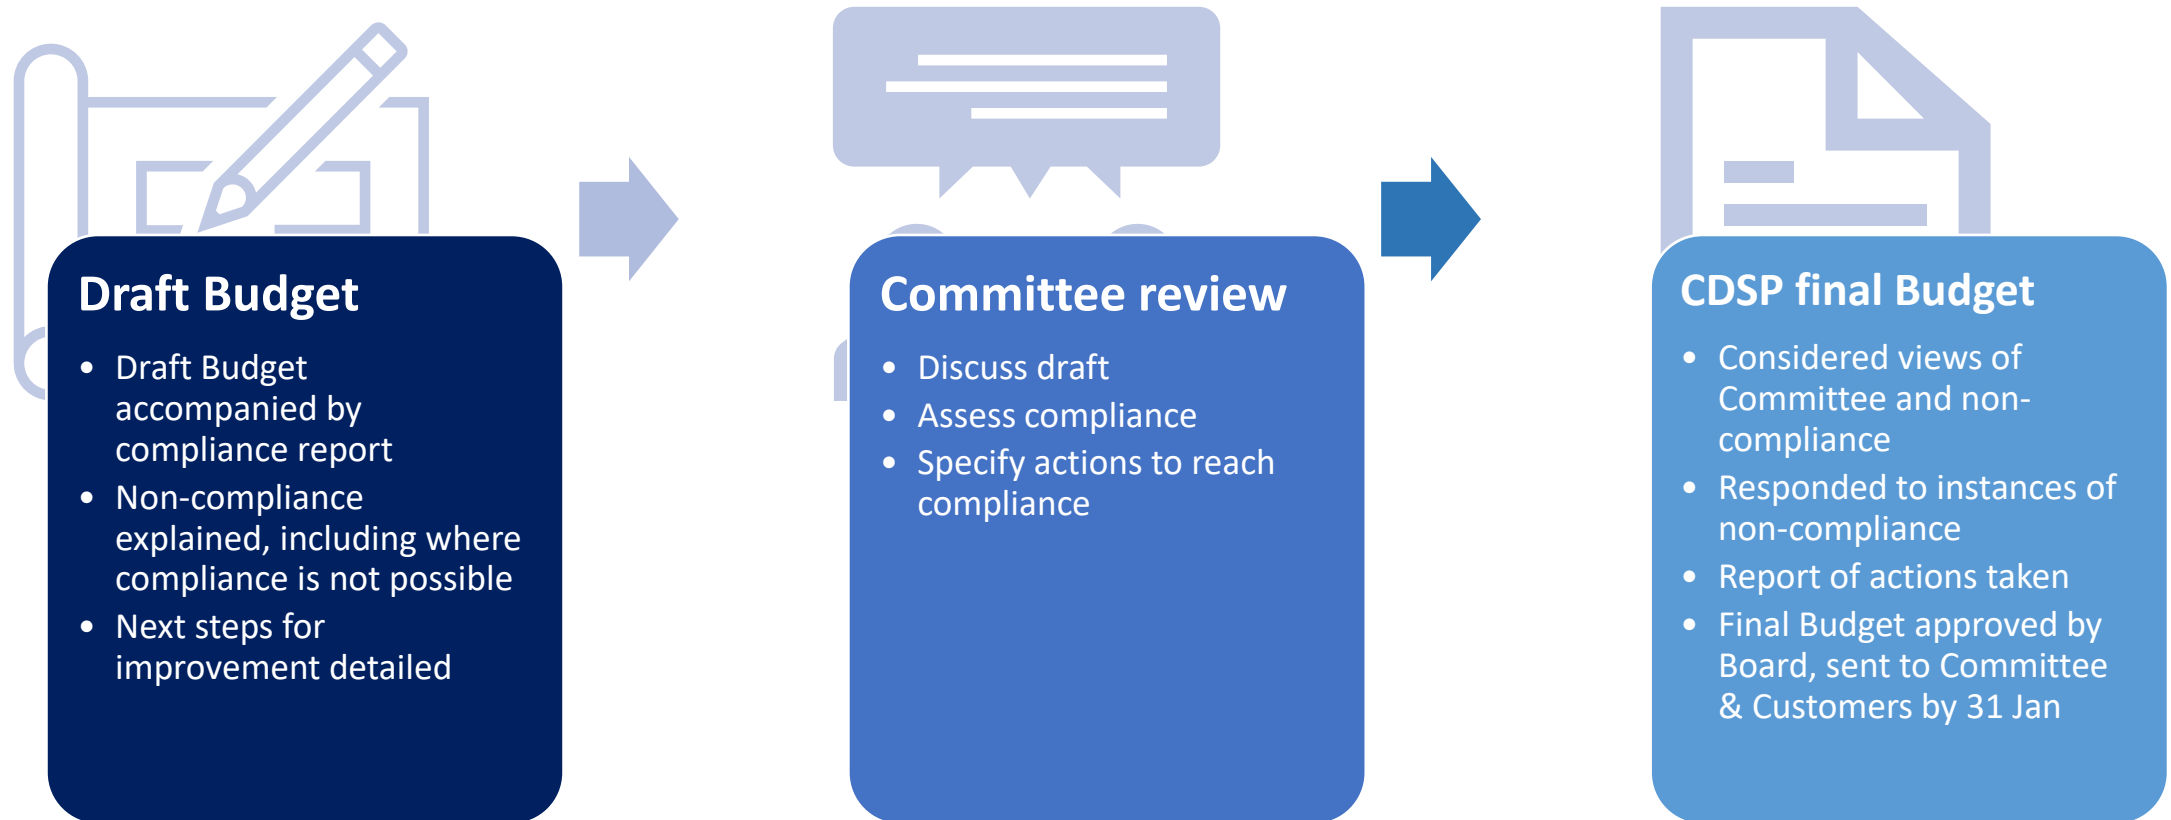 Draft Budget
• Draft Budget
accompanied by
compliance report
• Non-compliance
explained, including where
compliance is not possible
• Next steps for
improvement detailed
Committee review
• Discuss draft
• Assess compliance
• Specify actions to reach
compliance
CDSP final Budget
• Considered views of
Committee and non-
compliance
• Responded to instances of
non-compliance
• Report of actions taken
• Final Budget approved by
Board, sent to Committee
& Customers by 31 Jan